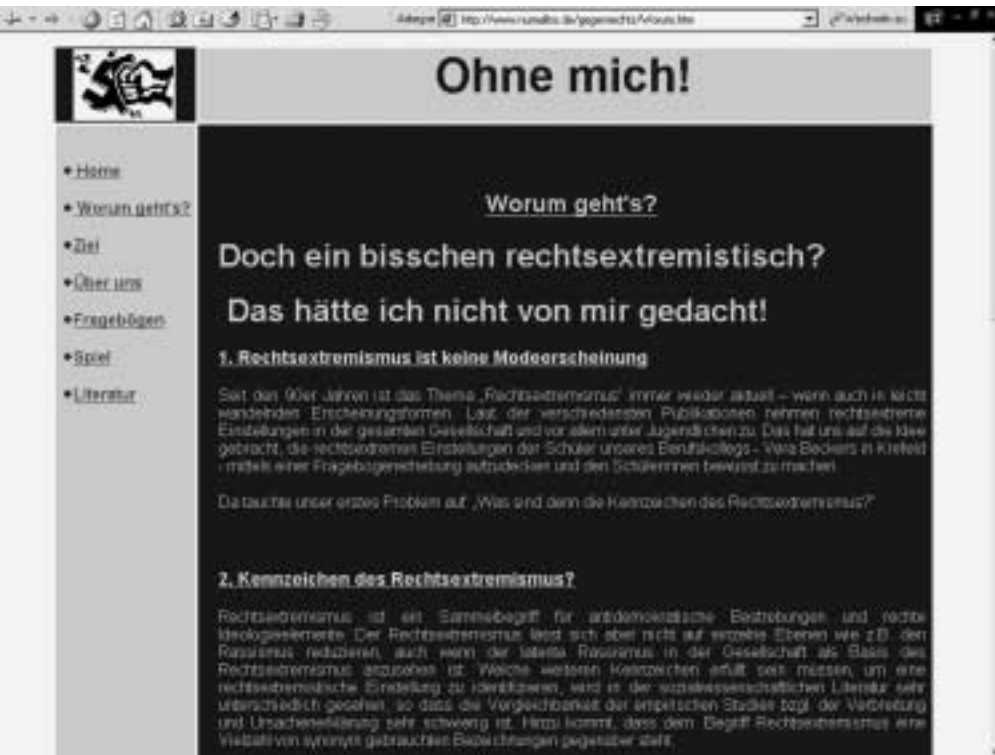 Adresse http://www.numalbo.de/gegenrechts/Worum.htm
Ohne mich!
Home
Worum geht's?
Ziel
Über uns
Fragebögen
Spiel
Literatur
Worum geht's?
Doch ein bisschen rechtsextremistisch?
Das hätte ich nicht von mir gedacht!
1. Rechtsextremismus ist keine Modeerscheinung
Seit den 90er Jahren ist das Thema „Rechtsextremismus" immer wieder aktuell – wenn auch in leicht
wandelnden Erscheinungsformen. Laut der verschiedensten Publikationen nehmen rechtsextreme
Einstellungen in der gesamten Gesellschaft und vor allem unter Jugendlichen zu. Das hat uns auf die Idee
gebracht, die rechtsextremen Einstellungen der Schüler unseres Berufskollegs - Vera Beckers in Krefeld
- mittels einer Fragebogenerhebung aufzudecken und den SchülerInnen bewusst zu machen.
Da tauchte unser erstes Problem auf: „Was sind denn die Kennzeichen des Rechtsextremismus?"
2. Kennzeichen des Rechtsextremismus?
Rechtsextremismus ist ein Sammelbegriff für antidemokratische Bestrebungen und rechte
Ideologieelemente. Der Rechtsextremismus lässt sich aber nicht auf einzelne Ebenen wie z.B. den
Rassismus reduzieren, auch wenn der latente Rassismus in der Gesellschaft als Basis des
Rechtsextremismus anzusehen ist. Welche weiteren Kennzeichen erfüllt sein müssen, um eine
rechtsextremistische Einstellung zu identifizieren, wird in der sozialwissenschaftlichen Literatur sehr
unterschiedlich gesehen, so dass die Vergleichbarkeit der empirischen Studien bzgl. der Verbreitung
und Ursachenerklärung sehr schwierig ist. Hinzu kommt, dass dem Begriff Rechtsextremismus eine
Vielzahl von synonym gebrauchten Bezeichnungen gegenüber steht.